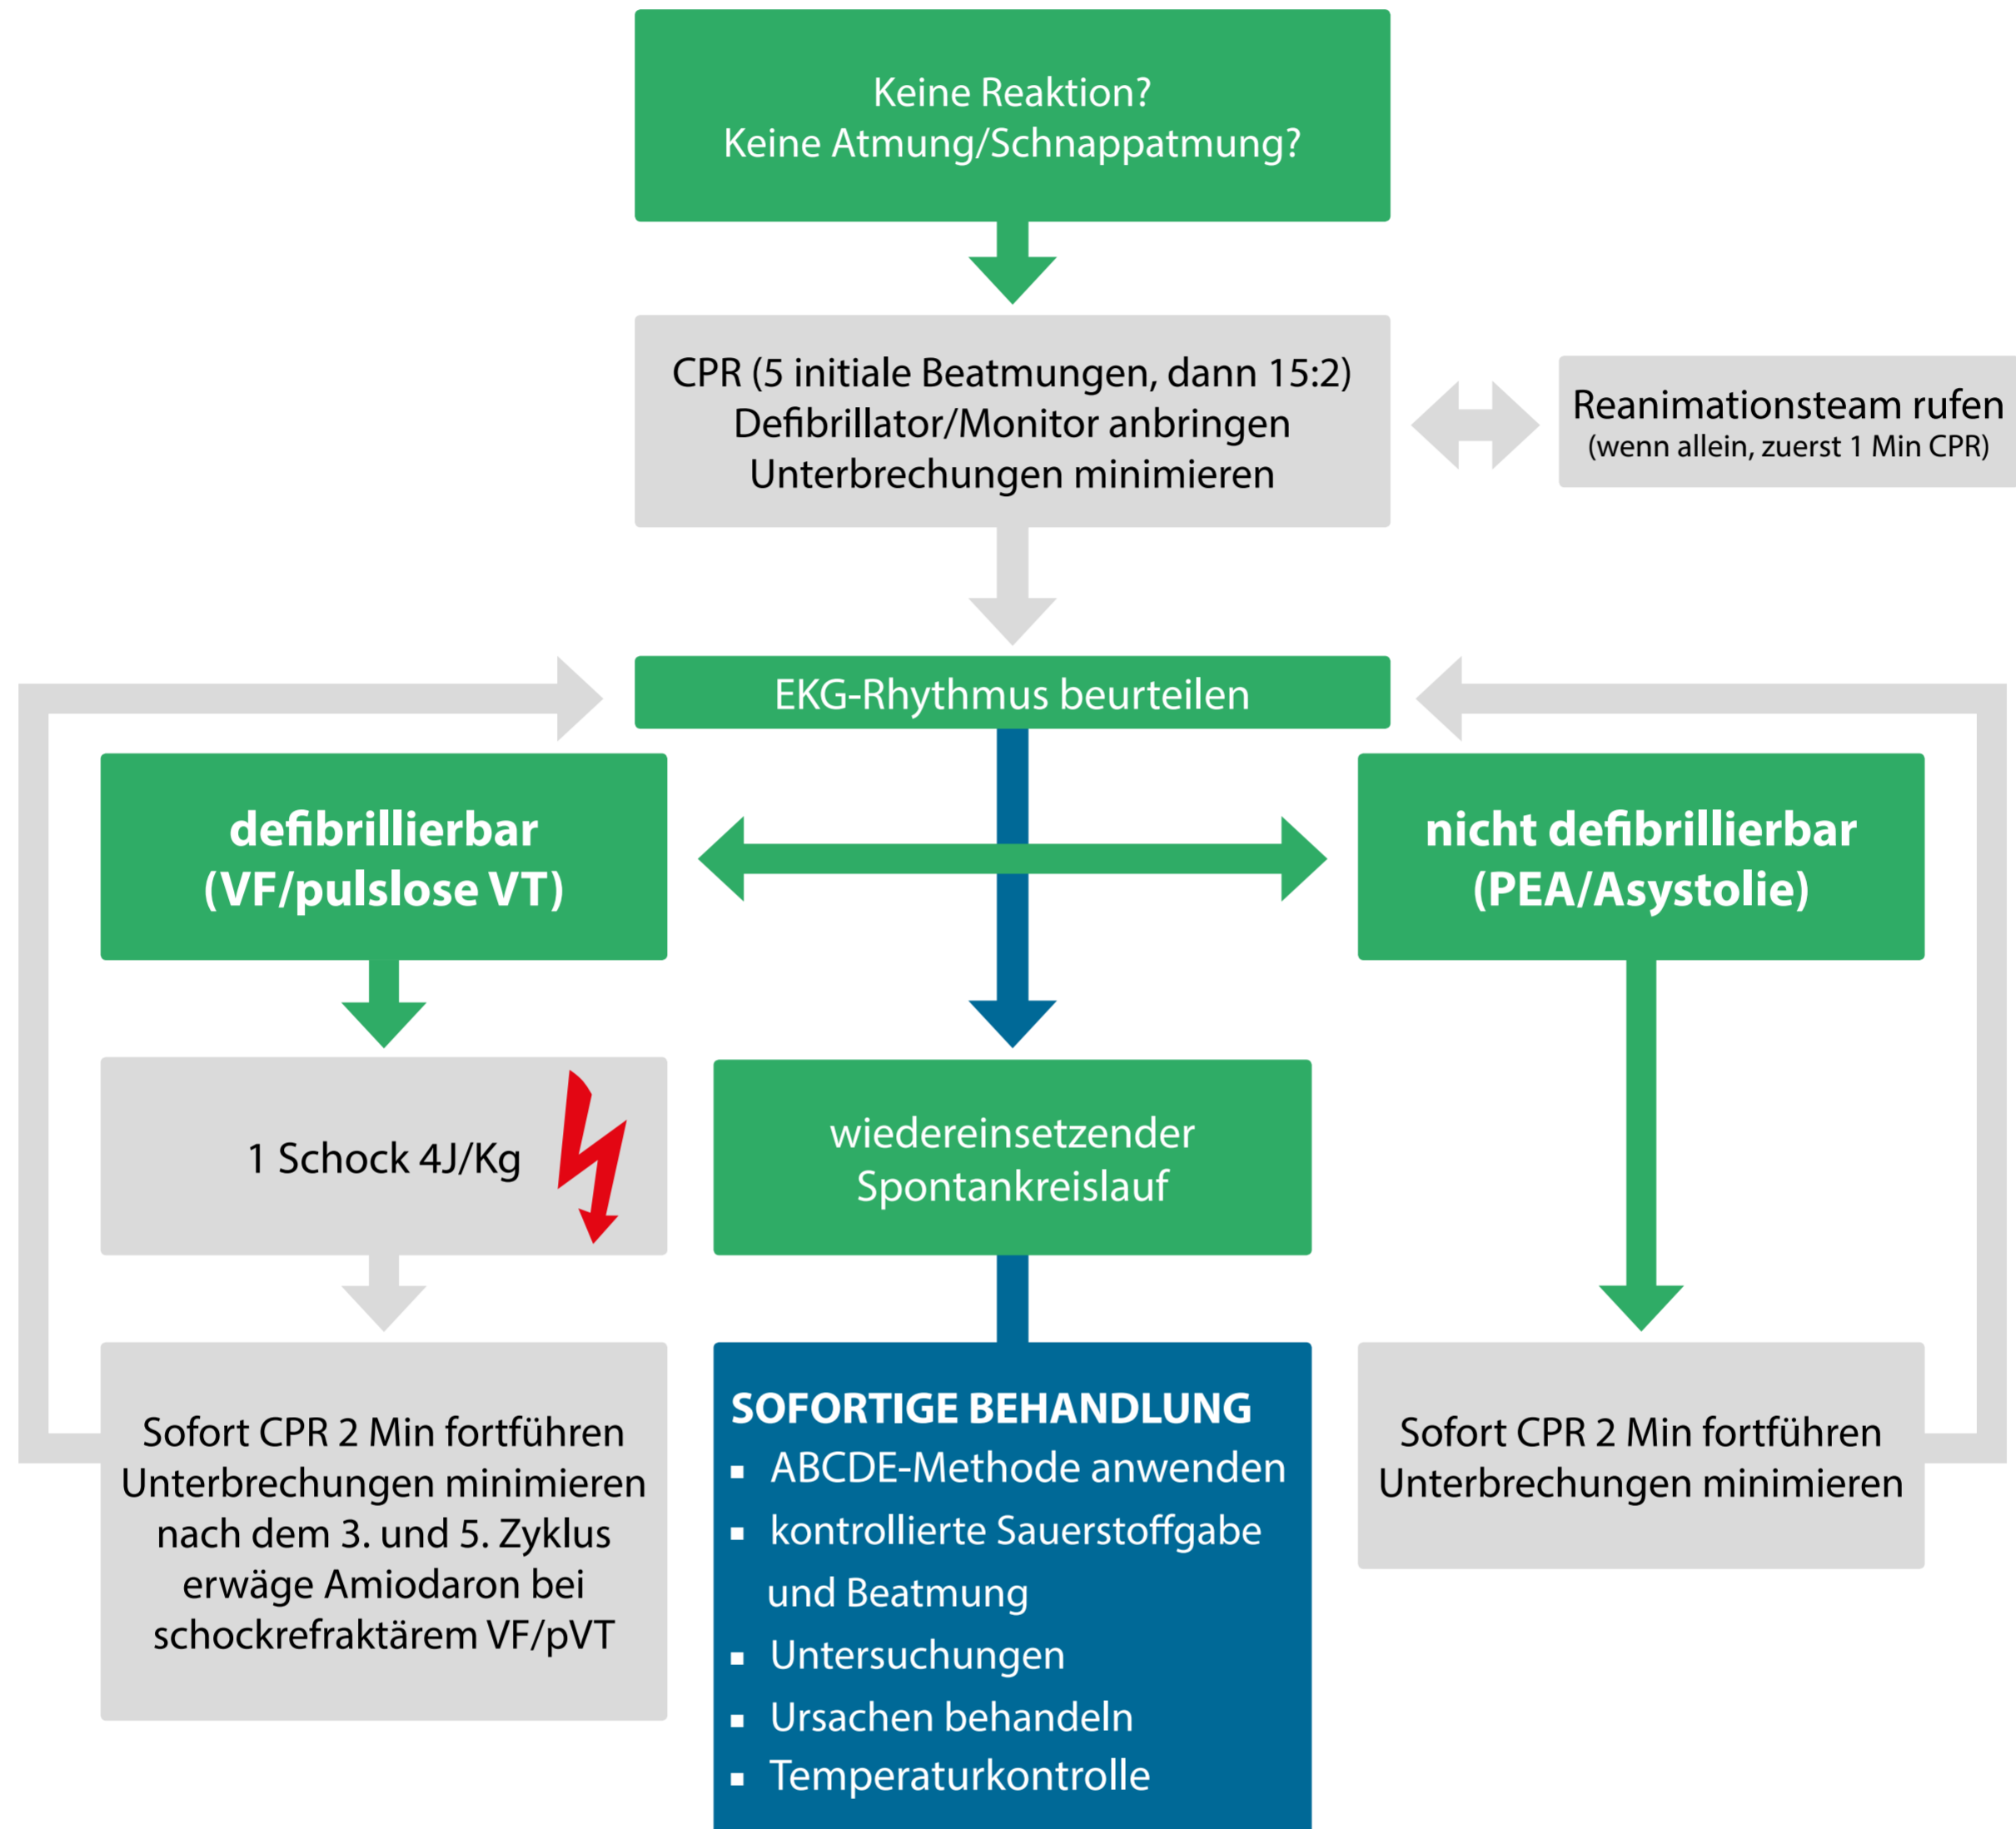 Keine Reaktion?
Keine Atmung/Schnappatmung?
CPR (5 initiale Beatmungen, dann 15:2)
Defibrillator/Monitor anbringen
Unterbrechungen minimieren
Reanimationsteam rufen
(wenn allein, zuerst 1 Min CPR)
EKG-Rhythmus beurteilen
defibrillierbar
(VF/pulslose VT)
nicht defibrillierbar
(PEA/Asystolie)
1 Schock 4J/Kg
wiedereinsetzender
Spontankreislauf
Sofort CPR 2 Min fortführen
Unterbrechungen minimieren
nach dem 3. und 5. Zyklus
erwäge Amiodaron bei
schockrefraktärem VF/pVT
SOFORTIGE BEHANDLUNG
▪ ABCDE-Methode anwenden
▪ kontrollierte Sauerstoffgabe
und Beatmung
▪ Untersuchungen
▪ Ursachen behandeln
▪ Temperaturkontrolle
Sofort CPR 2 Min fortführen
Unterbrechungen minimieren